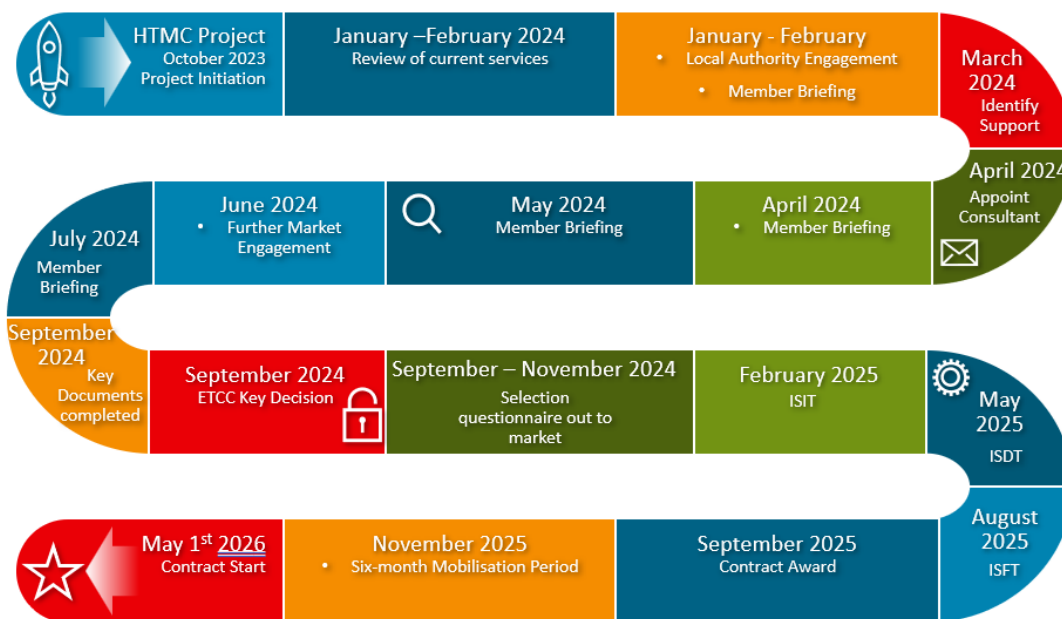 HTMC Project
October 2023
Project Initiation
January –February 2024
Review of current services
January - February
• Local Authority Engagement
• Member Briefing
March
2024
Identify
Support
April 2024
Appoint
Consultant
April 2024
• Member Briefing
May 2024
Member Briefing
June 2024
• Further Market
Engagement
July 2024
Member
Briefing
September
2024
Key
Documents
completed
September 2024
ETCC Key Decision
September – November 2024
Selection
questionnaire out to
market
February 2025
ISIT
May
2025
ISDT
August
2025
ISFT
September 2025
Contract Award
November 2025
• Six-month Mobilisation Period
May 1st 2026
Contract Start